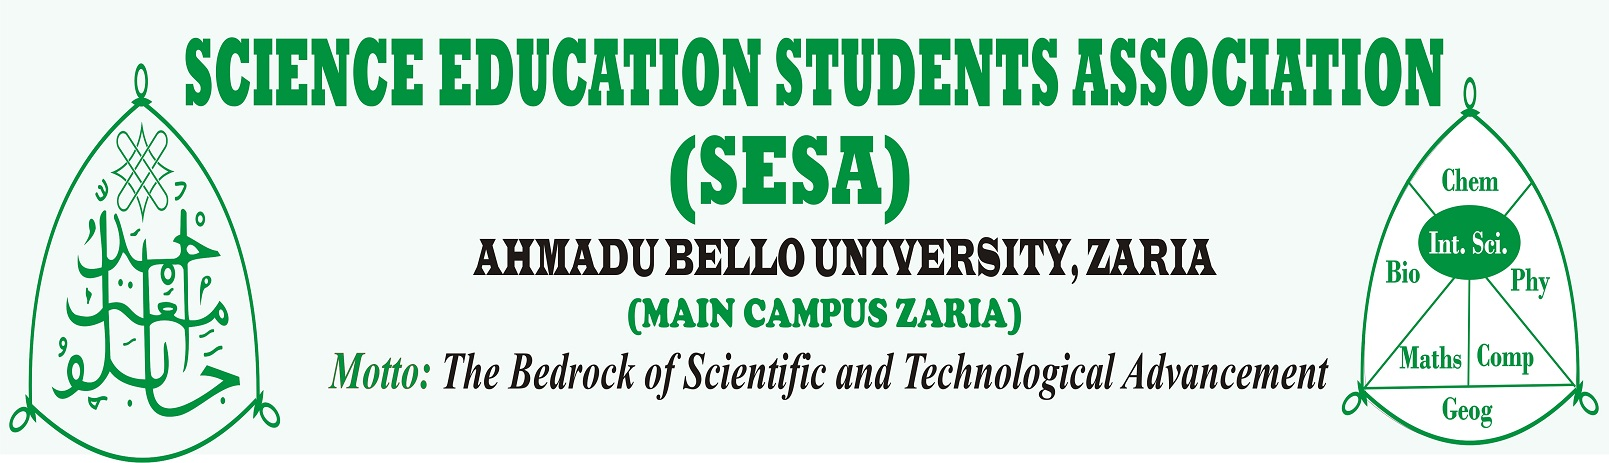 SCIENCE EDUCATION STUDENTS ASSOCIATION
(SESA)
AHMADU BELLO UNIVERSITY, ZARIA
(MAIN CAMPUS ZARIA)
Motto: The Bedrock of Scientific and Technological Advancement
Chem
Int. Sci.
Bio
Phy
Maths
Comp
Geog